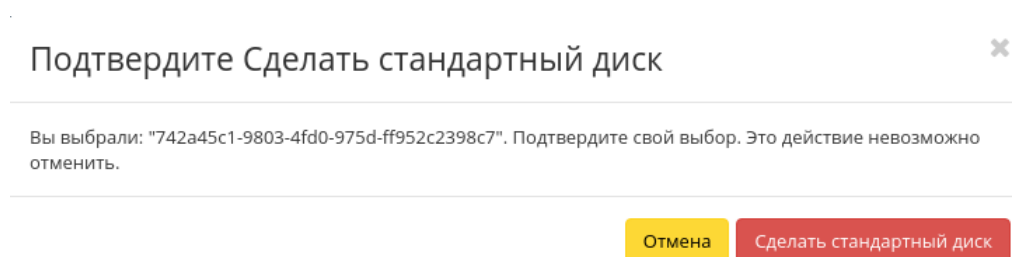 Подтвердите Сделать стандартный диск
Вы выбрали: "742a45c1-9803-4fd0-975d-ff952c2398c7". Подтвердите свой выбор. Это действие невозможно
отменить.
Отмена
Сделать стандартный диск